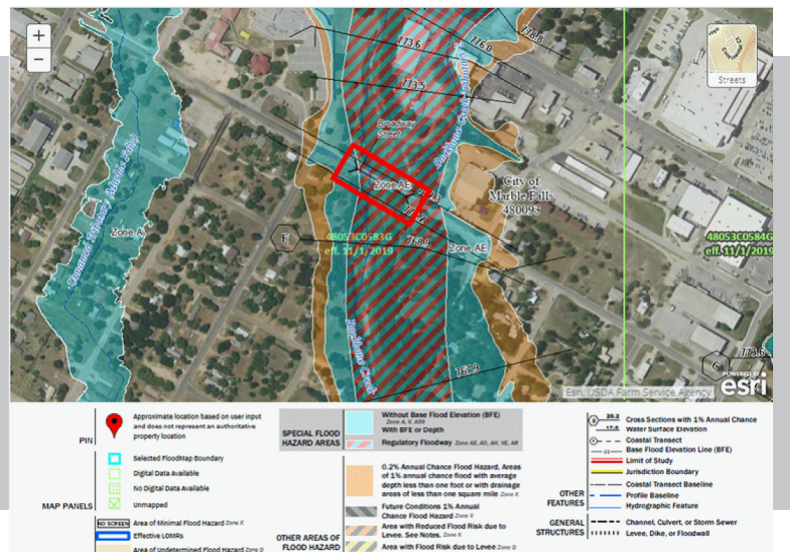 +
−
Streets
773.6
776.0
778.8
773.5
Broadway
Street
Zone AE
City of
Marble Falls
480093
Zone A
E
48053C0583G
eff. 11/1/2019
768.9
Zone AE
48053C0584G
eff. 11/1/2019
Backbone Creek
POWERED BY
esri
Esri, USDA Farm Service Agency
PIN
Approximate location based on user input
and does not represent an authoritative
property location
MAP PANELS
Selected FloodMap Boundary
Digital Data Available
No Digital Data Available
Unmapped
NO SCREEN Area of Minimal Flood Hazard Zone X
Effective LOMRs
Area of Undetermined Flood Hazard Zone D
SPECIAL FLOOD
HAZARD AREAS
Without Base Flood Elevation (BFE)
Zone A, V, A99
With BFE or Depth
Regulatory Floodway Zone AE, AO, AH, VE, AR
OTHER AREAS OF
FLOOD HAZARD
0.2% Annual Chance Flood Hazard, Areas
of 1% annual chance flood with average
depth less than one foot or with drainage
areas of less than one square mile Zone X
Future Conditions 1% Annual
Chance Flood Hazard Zone X
Area with Reduced Flood Risk due to
Levee. See Notes. Zone X
Area with Flood Risk due to Levee Zone D
OTHER
FEATURES
20.2
17.5
Cross Sections with 1% Annual Chance
Water Surface Elevation
Coastal Transect
Base Flood Elevation Line (BFE)
Limit of Study
Jurisdiction Boundary
Coastal Transect Baseline
Profile Baseline
Hydrographic Feature
GENERAL
STRUCTURES
Channel, Culvert, or Storm Sewer
Levee, Dike, or Floodwall